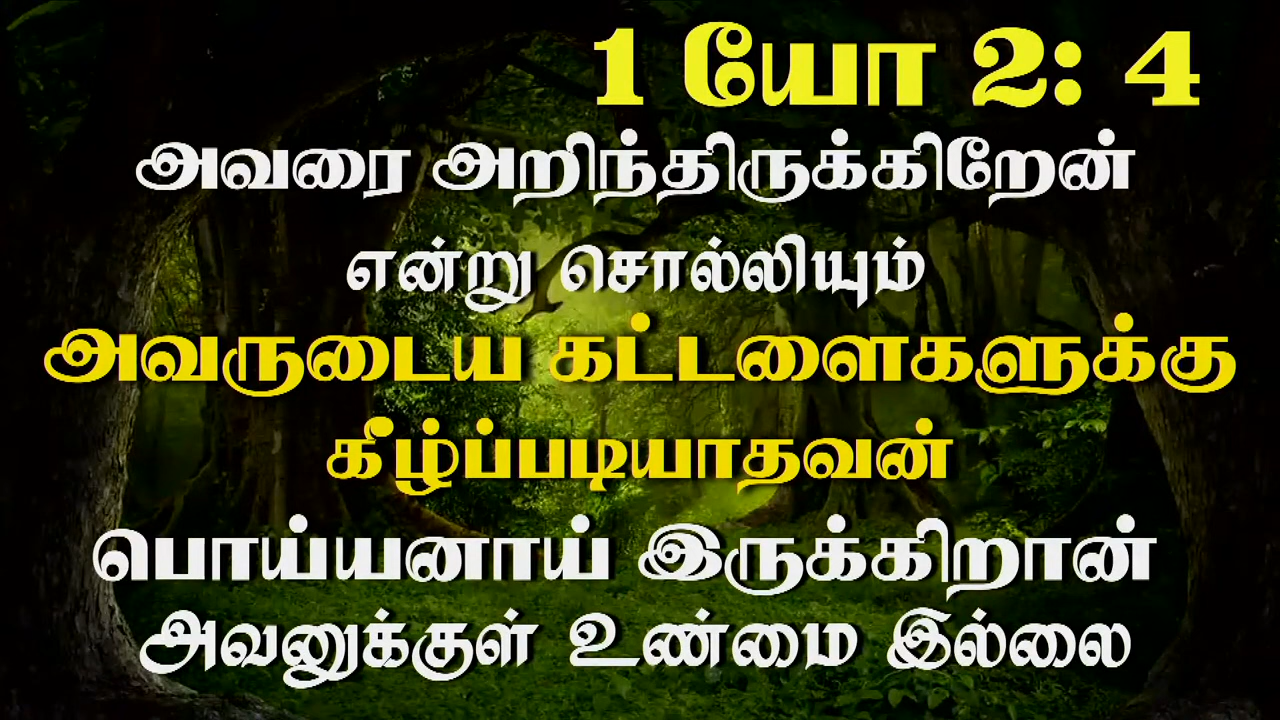 1 யோ 2: 4
அவரை அறிந்திருக்கிறேன்
என்று சொல்லியும்
அவருடைய கட்டளைகளுக்கு
கீழ்ப்படியாதவன்
பொய்யனாய் இருக்கிறான்
அவனுக்குள் உண்மை இல்லை